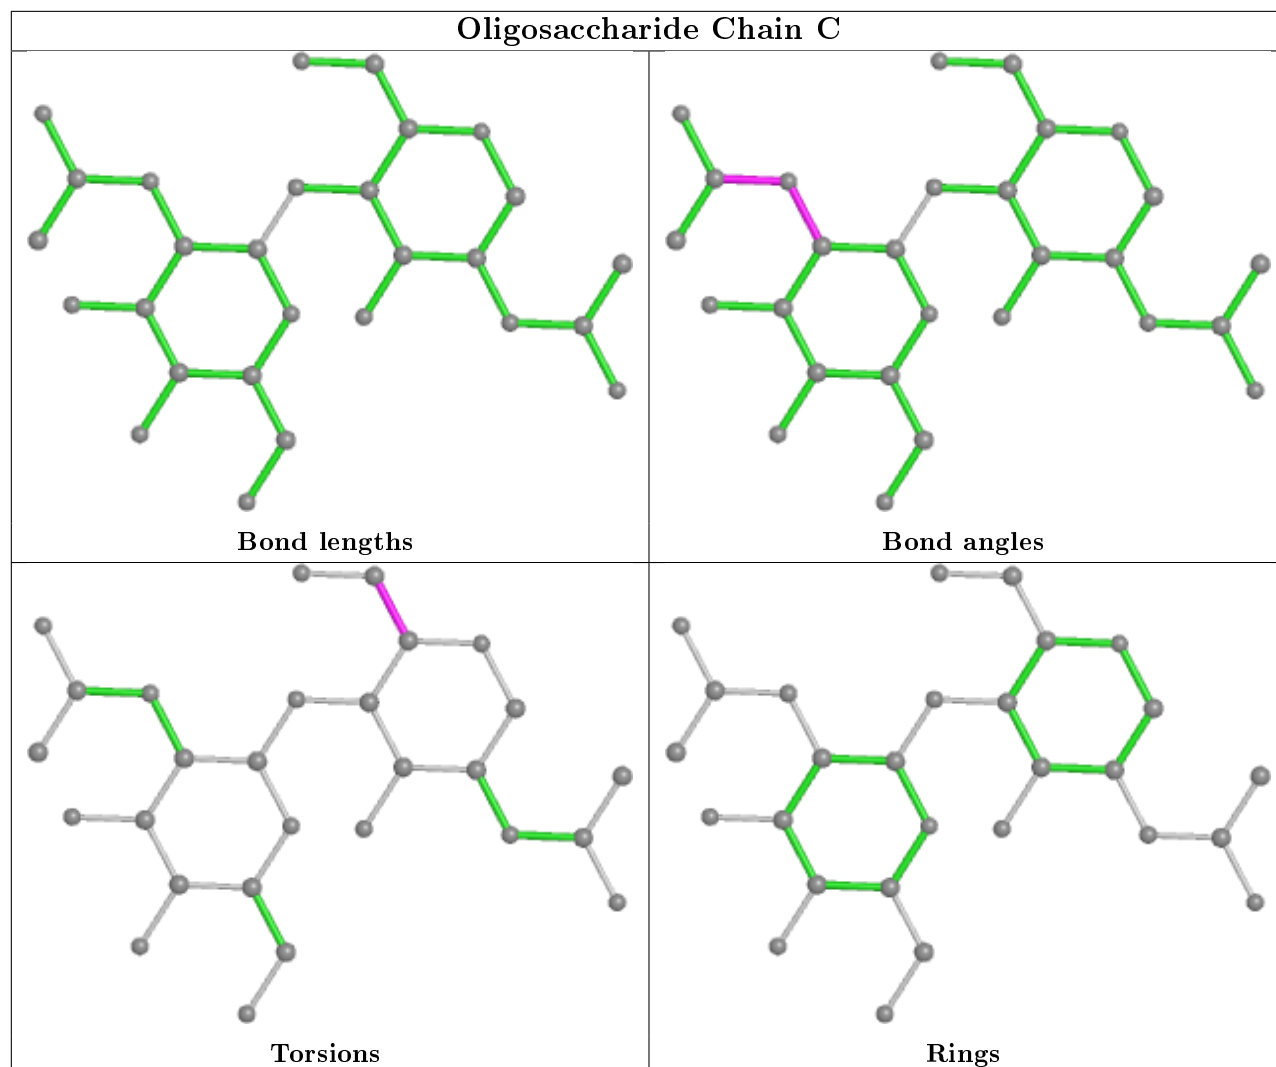 Oligosaccharide Chain C
Bond lengths
Bond angles
Torsions
Rings